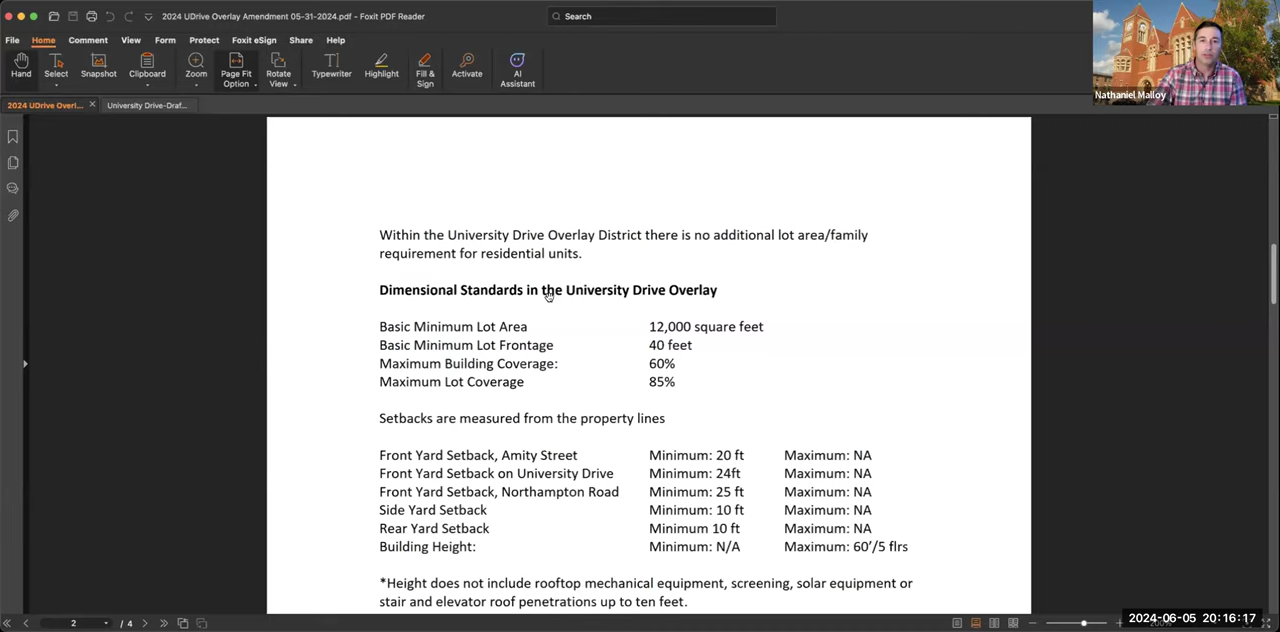 2024 UDrive Overlay Amendment 05-31-2024.pdf - Foxit PDF Reader
Search
File Home Comment View Form Protect Foxit eSign Share Help
Hand Select Snapshot Clipboard Zoom Page Fit Option Rotate View Typewriter Highlight Fill & Sign Activate AI Assistant
Nathaniel Malloy
2024 UDrive Overl... University Drive-Draf...
Within the University Drive Overlay District there is no additional lot area/family
requirement for residential units.
Dimensional Standards in the University Drive Overlay
Basic Minimum Lot Area 12,000 square feet
Basic Minimum Lot Frontage 40 feet
Maximum Building Coverage: 60%
Maximum Lot Coverage 85%
Setbacks are measured from the property lines
Front Yard Setback, Amity Street Minimum: 20 ft Maximum: NA
Front Yard Setback on University Drive Minimum: 24ft Maximum: NA
Front Yard Setback, Northampton Road Minimum: 25 ft Maximum: NA
Side Yard Setback Minimum: 10 ft Maximum: NA
Rear Yard Setback Minimum 10 ft Maximum: NA
Building Height: Minimum: N/A Maximum: 60’/5 flrs
*Height does not include rooftop mechanical equipment, screening, solar equipment or
stair and elevator roof penetrations up to ten feet.
2 / 4
2024-06-05 20:16:17